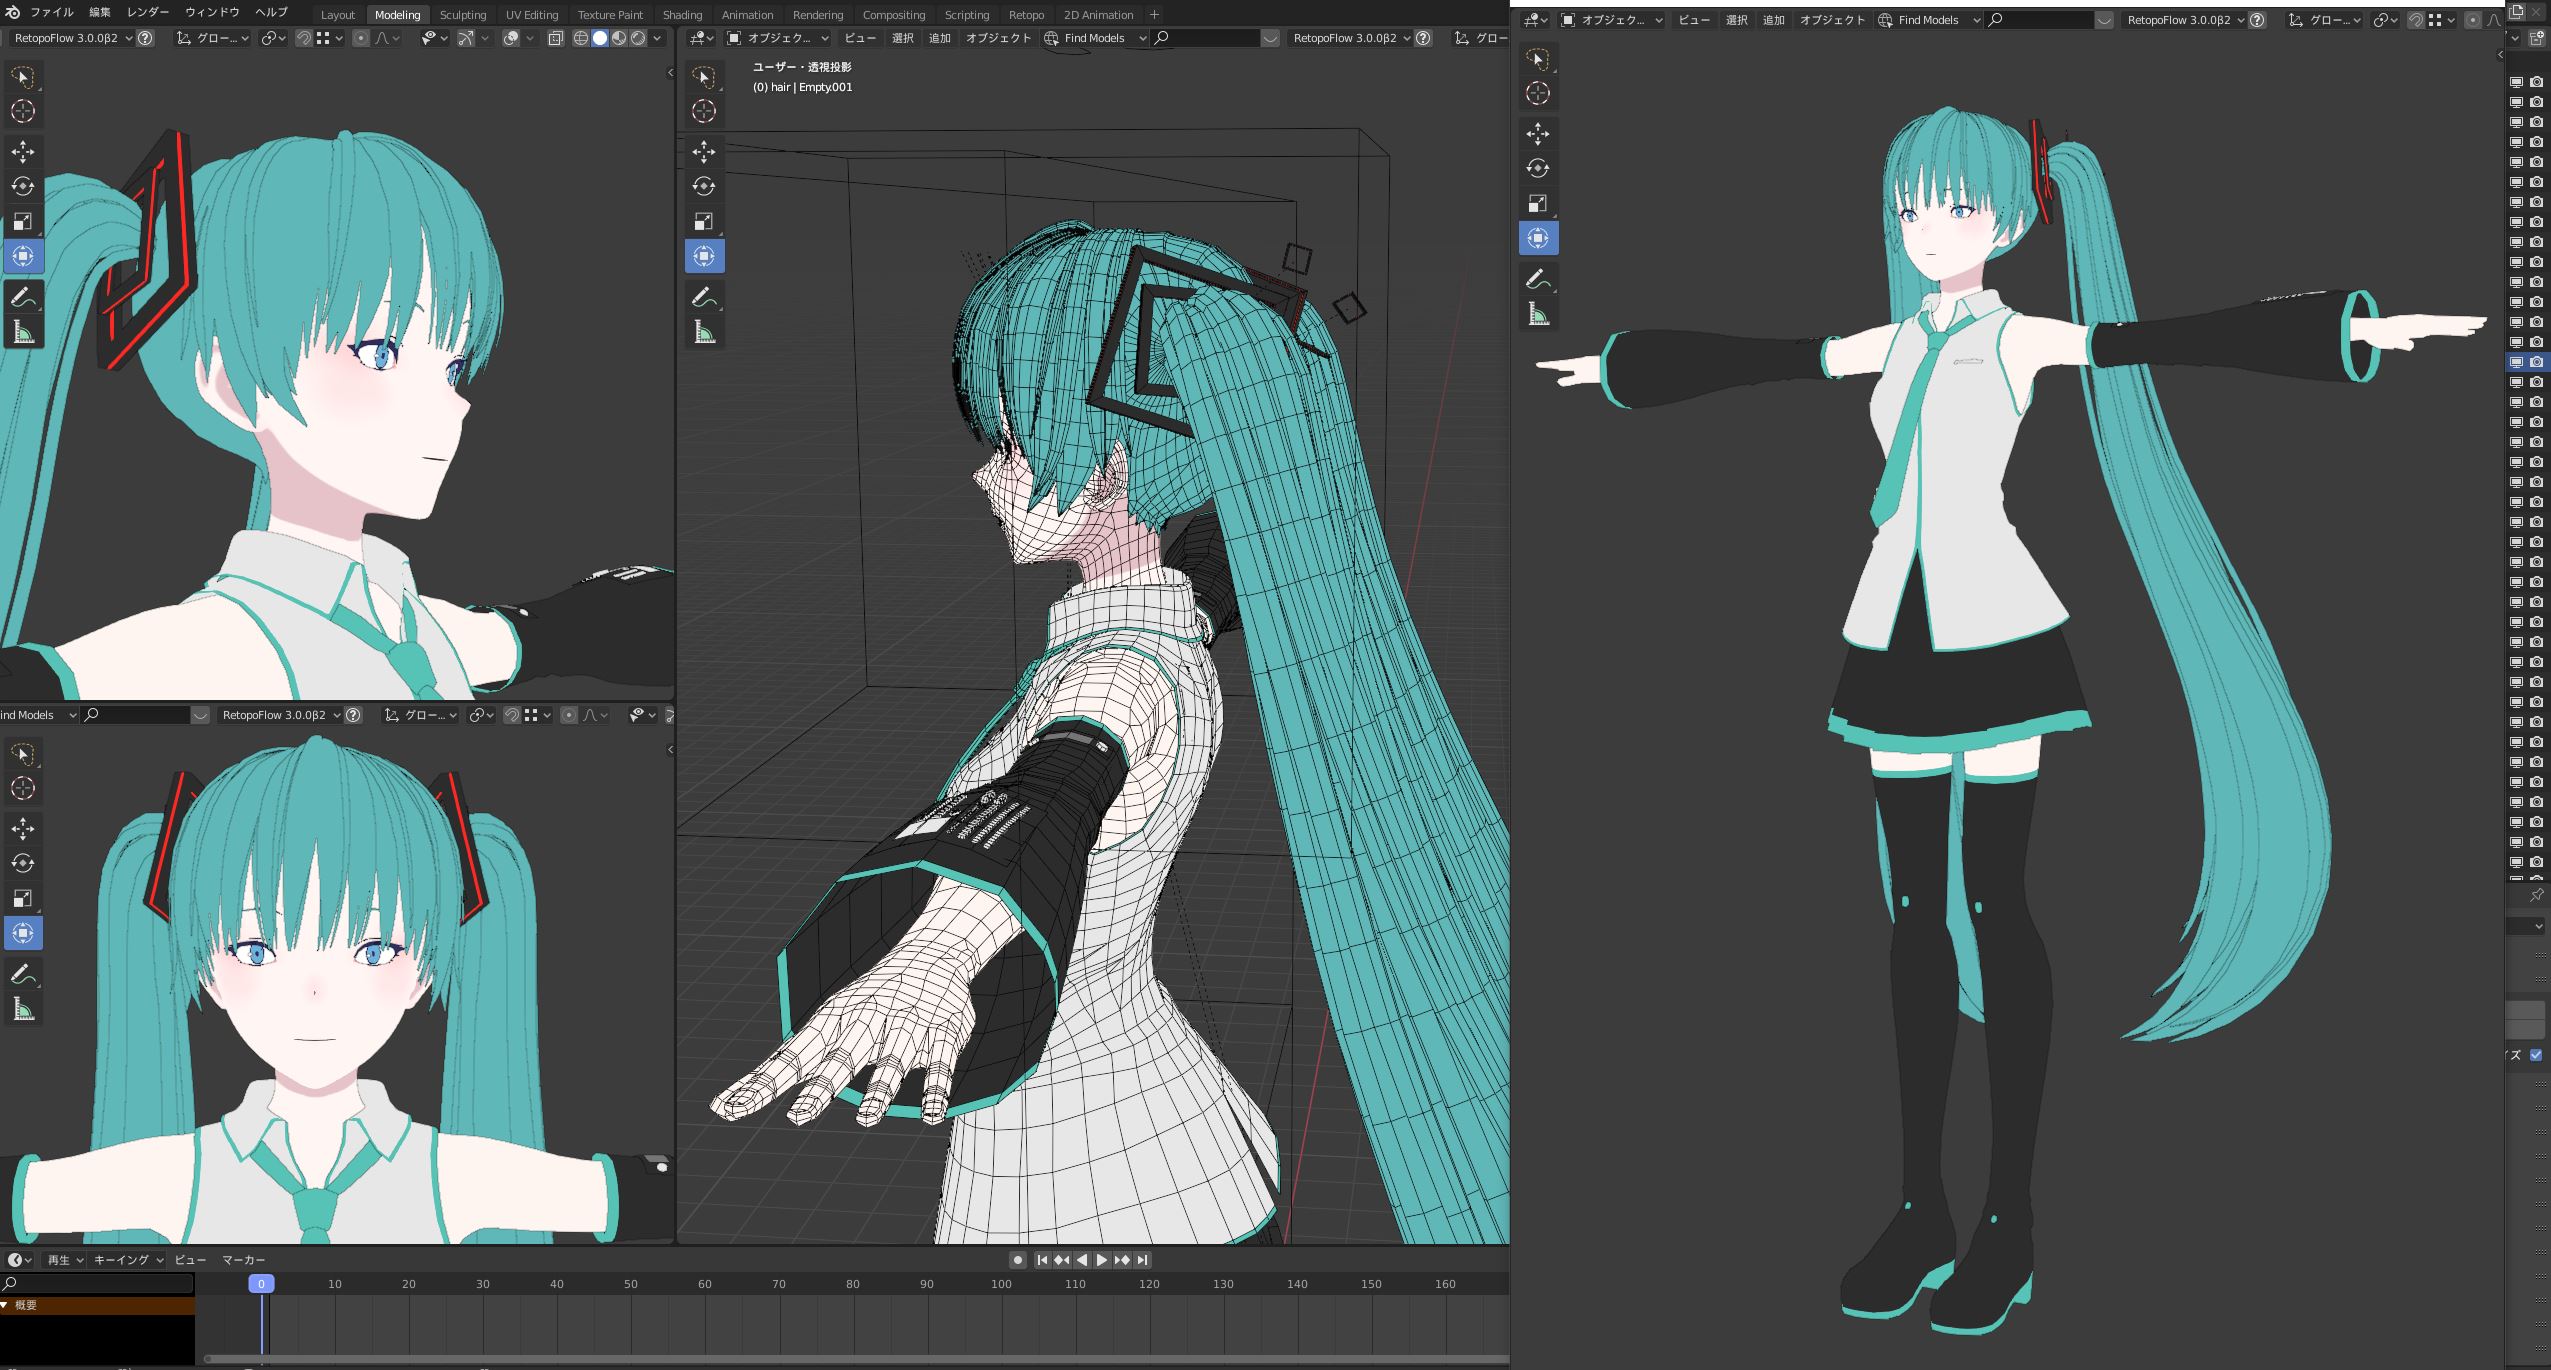 ファイル 編集 レンダー ウィンドウ ヘルプ Layout Modeling Sculpting UV Editing Texture Paint Shading Animation Rendering Compositing Scripting Retopo 2D Animation +
RetopoFlow 3.0.0β2 グロー...
オブジェク... ビュー 選択 追加 オブジェクト Find Models RetopoFlow 3.0.0β2 グロー
オブジェク... ビュー 選択 追加 オブジェクト Find Models RetopoFlow 3.0.0β2 グロー...
ユーザー・透視投影
(0) hair | Empty.001
ind Models RetopoFlow 3.0.0β2 グロー...
ズ
再生 キーイング ビュー マーカー
0 10 20 30 40 50 60 70 80 90 100 110 120 130 140 150 160
概要